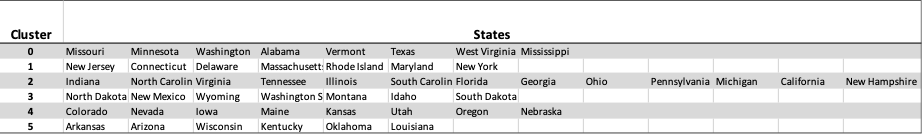 Cluster States
0 Missouri Minnesota Washington Alabama Vermont Texas West Virginia Mississippi
1 New Jersey Connecticut Delaware Massachusett Rhode Island Maryland New York
2 Indiana North Carolin Virginia Tennessee Illinois South Carolin Florida Georgia Ohio Pennsylvania Michigan California New Hampshire
3 North Dakota New Mexico Wyoming Washington S Montana Idaho South Dakota
4 Colorado Nevada Iowa Maine Kansas Utah Oregon Nebraska
5 Arkansas Arizona Wisconsin Kentucky Oklahoma Louisiana